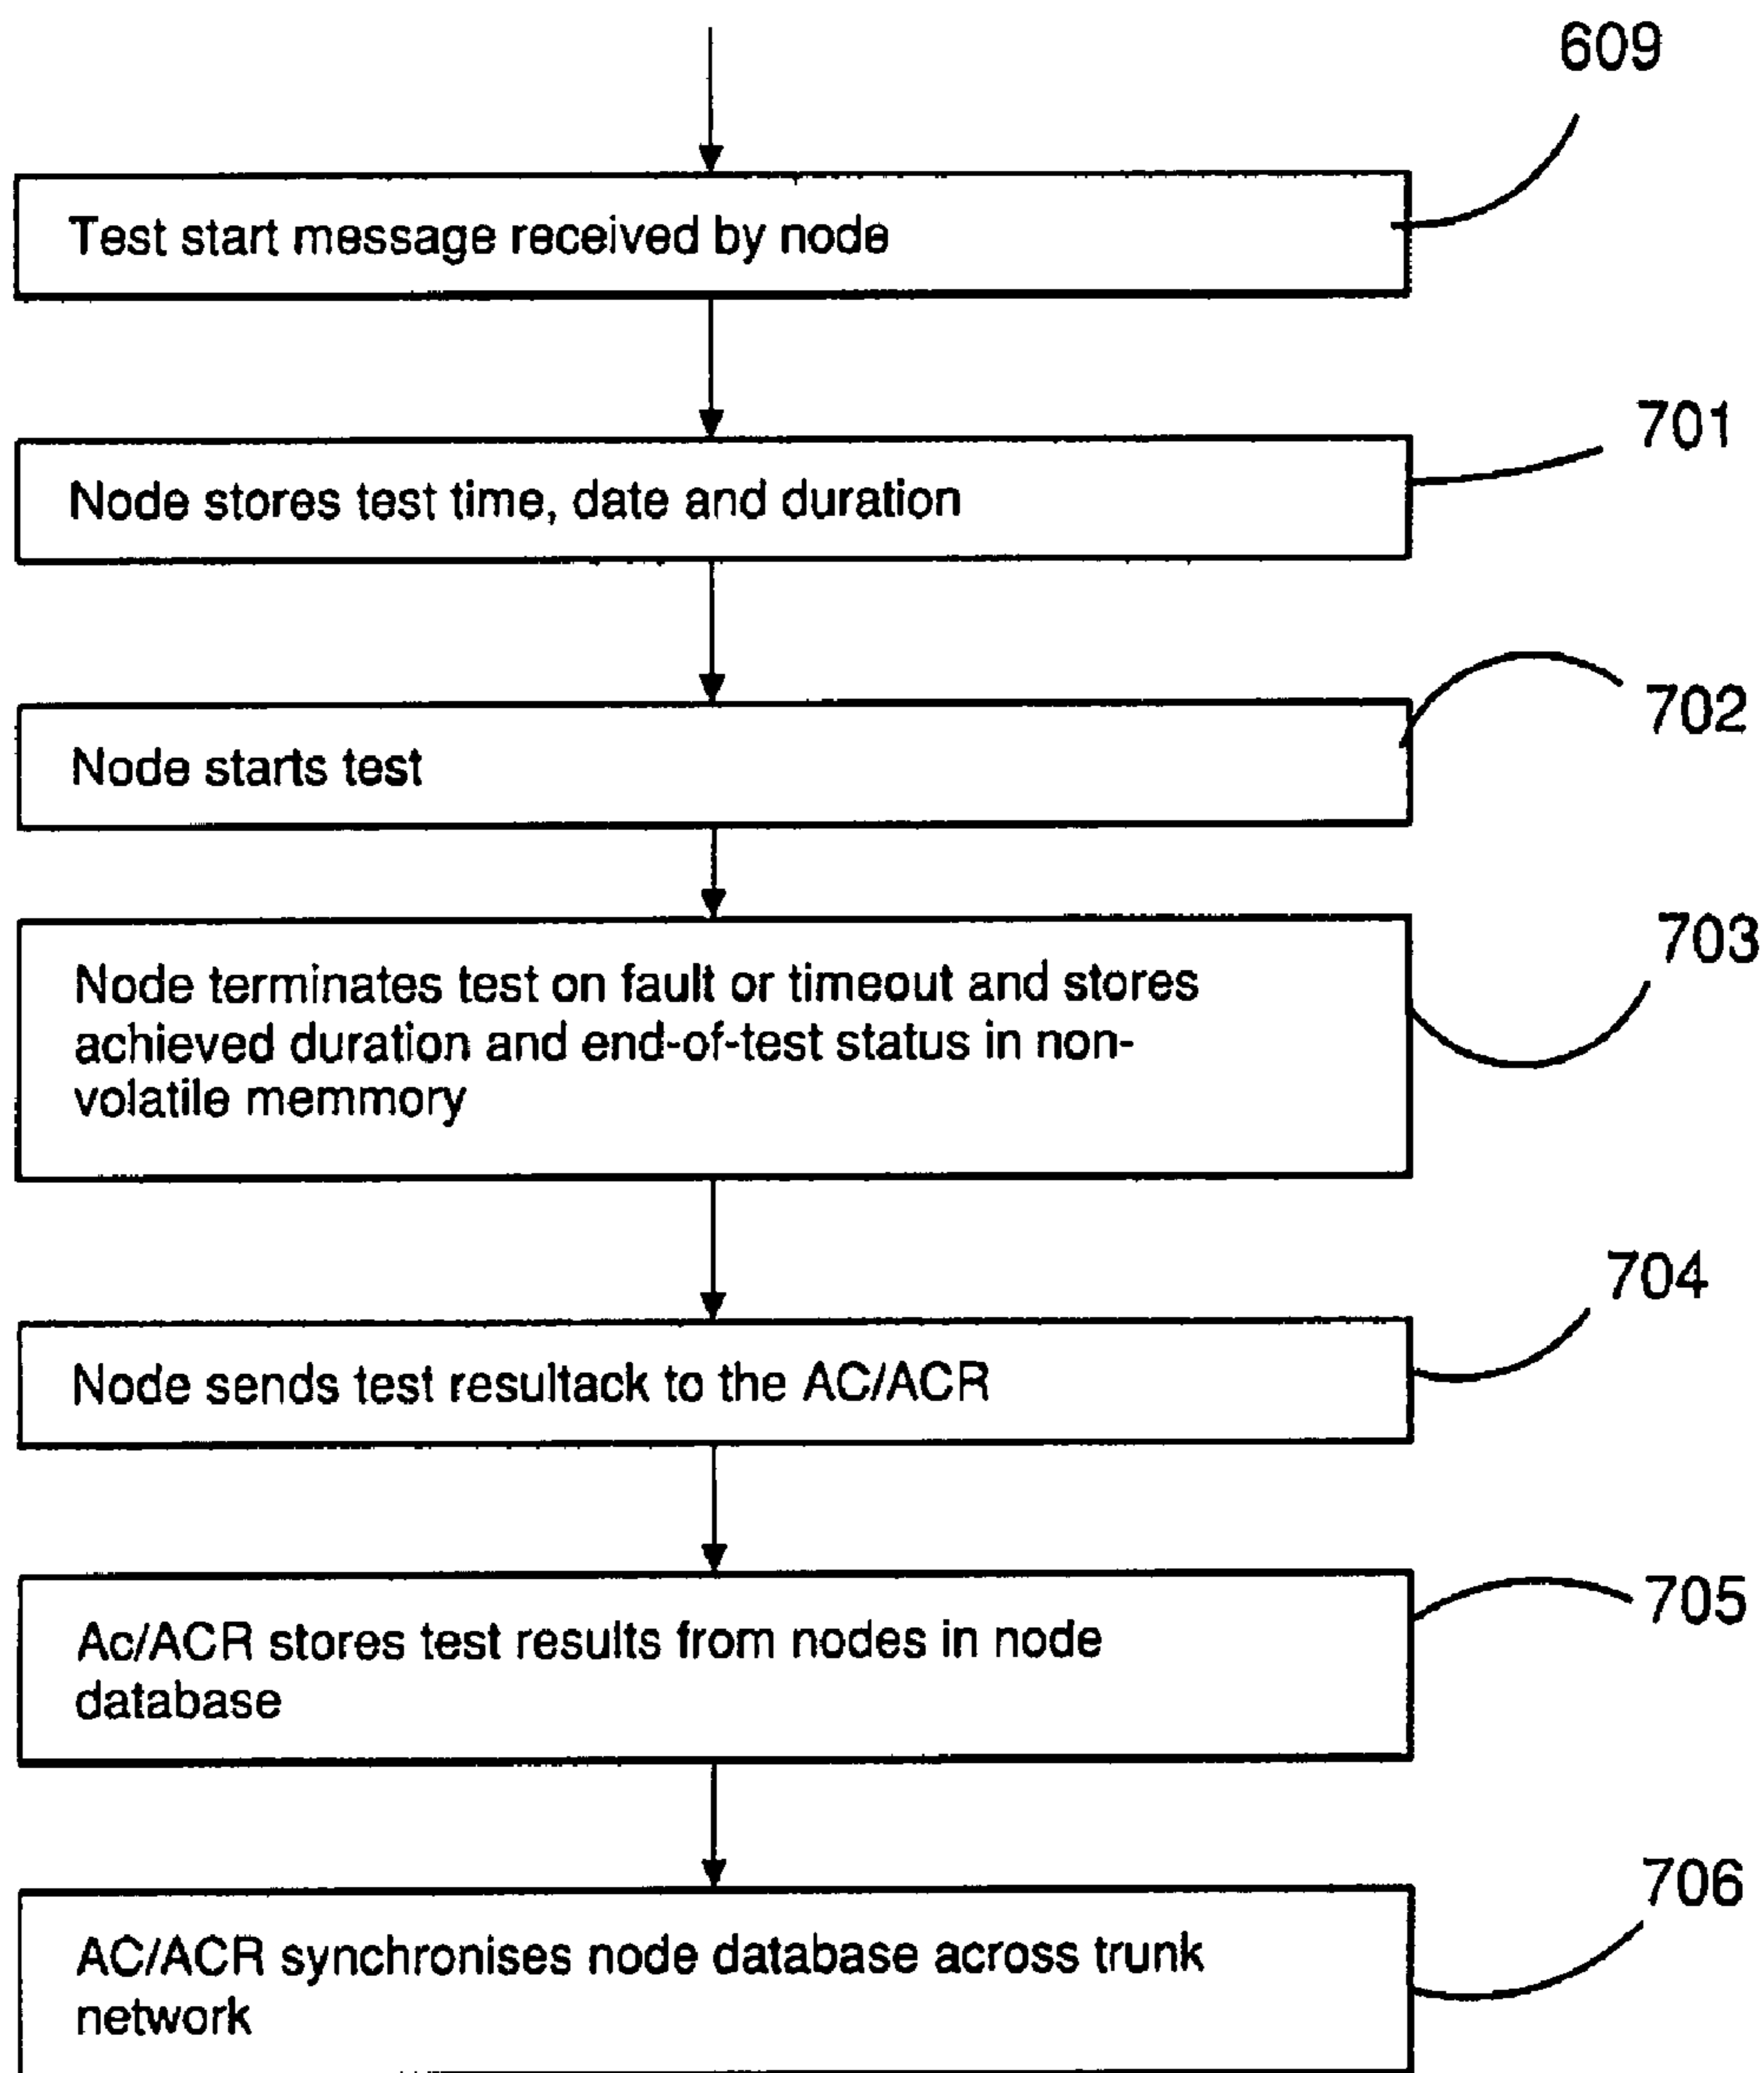 609
Test start message received by node
701
Node stores test time, date and duration
702
Node starts test
703
Node terminates test on fault or timeout and stores
achieved duration and end-of-test status in non-
volatile memmory
704
Node sends test resultack to the AC/ACR
705
Ac/ACR stores test results from nodes in node
database
706
AC/ACR synchronises node database across trunk
network